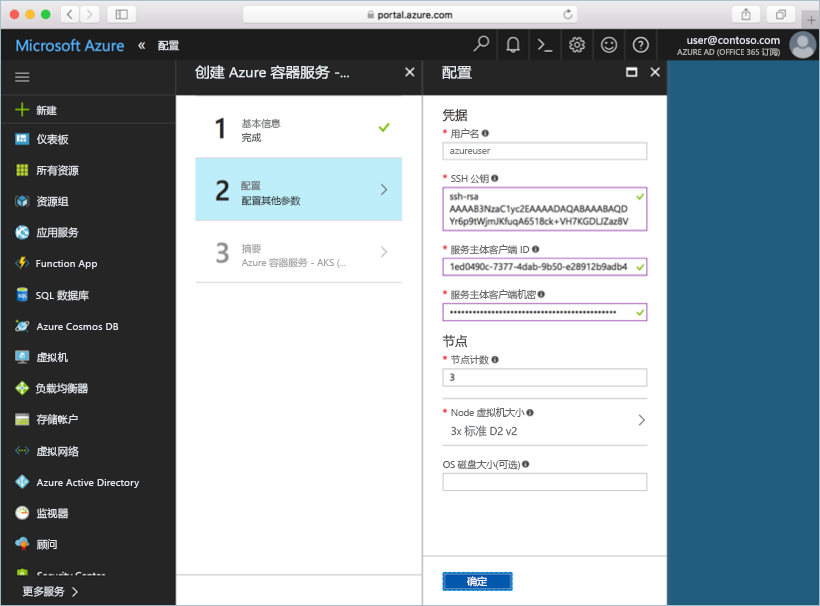 portal.azure.com
Microsoft Azure « 配置
user@contoso.com
AZURE AD (OFFICE 365 订阅)
新建
仪表板
所有资源
资源组
应用服务
Function App
SQL 数据库
Azure Cosmos DB
虚拟机
负载均衡器
存储帐户
虚拟网络
Azure Active Directory
监视器
顾问
Security Center
更多服务
创建 Azure 容器服务 -...
1 基本信息
完成
2 配置
配置其他参数
3 摘要
Azure 容器服务 - AKS (...
配置
凭据
* 用户名
azureuser
* SSH 公钥
ssh-rsa
AAAAB3NzaC1yc2EAAAADAQABAAABAQD
Yr6p9tWjmJKfuqA6518ck+VH7KGDLJZaz8V
* 服务主体客户端 ID
1ed0490c-7377-4dab-9b50-e28912b9adb4
* 服务主体客户端机密
节点
* 节点计数
3
* Node 虚拟机大小
3x 标准 D2 v2
OS 磁盘大小(可选)
确定